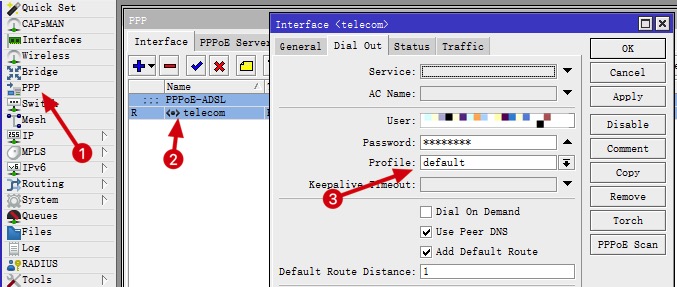 Quick Set
CAPsMAN
Interfaces
Wireless
Bridge
PPP
Mesh
IP
MPLS
IPv6
Routing
System
Queues
Files
Log
RADIUS
Tools
1
PPP
Interface
PPPoE Server
Name
::: PPPoE-ADSL
R
telecom
2
Interface <telecom>
General
Dial Out
Status
Traffic
Service:
AC Name:
User:
Password: ********
Profile: default
Keepalive Timeout:
3
Dial On Demand
Use Peer DNS
Add Default Route
Default Route Distance: 1
OK
Cancel
Apply
Disable
Comment
Copy
Remove
Torch
PPPoE Scan